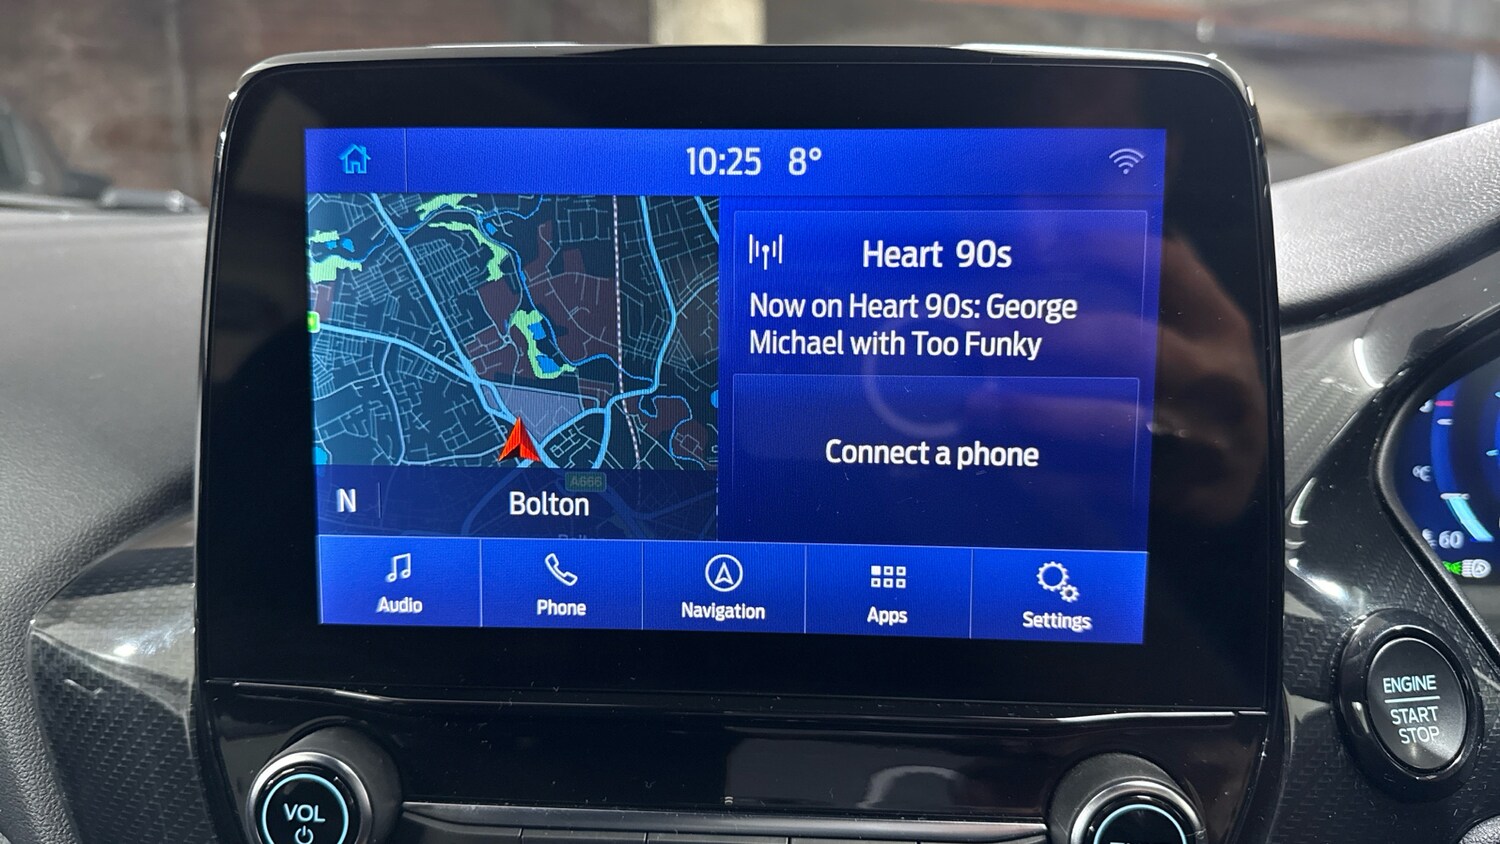 10:25 8°
Heart 90s
Now on Heart 90s: George
Michael with Too Funky
Connect a phone
A666
N
Bolton
Audio
Phone
Navigation
Apps
Settings
60
ENGINE
START
STOP
VOL